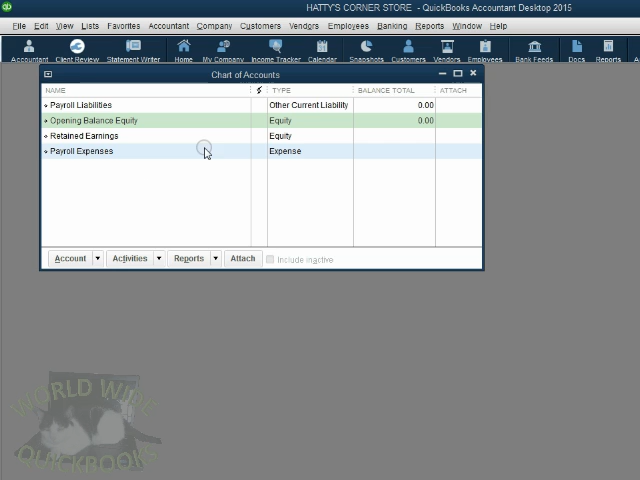 HATTY'S CORNER STORE - QuickBooks Accountant Desktop 2015
File Edit View Lists Favorites Accountant Company Customers Vendors Employees Banking Reports Window Help
Accountant Client Review Statement Writer Home My Company Income Tracker Calendar Snapshots Customers Vendors Employees Bank Feeds Docs Reports A
Chart of Accounts
NAME TYPE BALANCE TOTAL ATTACH
Payroll Liabilities Other Current Liability 0.00
Opening Balance Equity Equity 0.00
Retained Earnings Equity
Payroll Expenses Expense
Account Activities Reports Attach Include inactive
WORLD WIDE
QUICKBOOKS